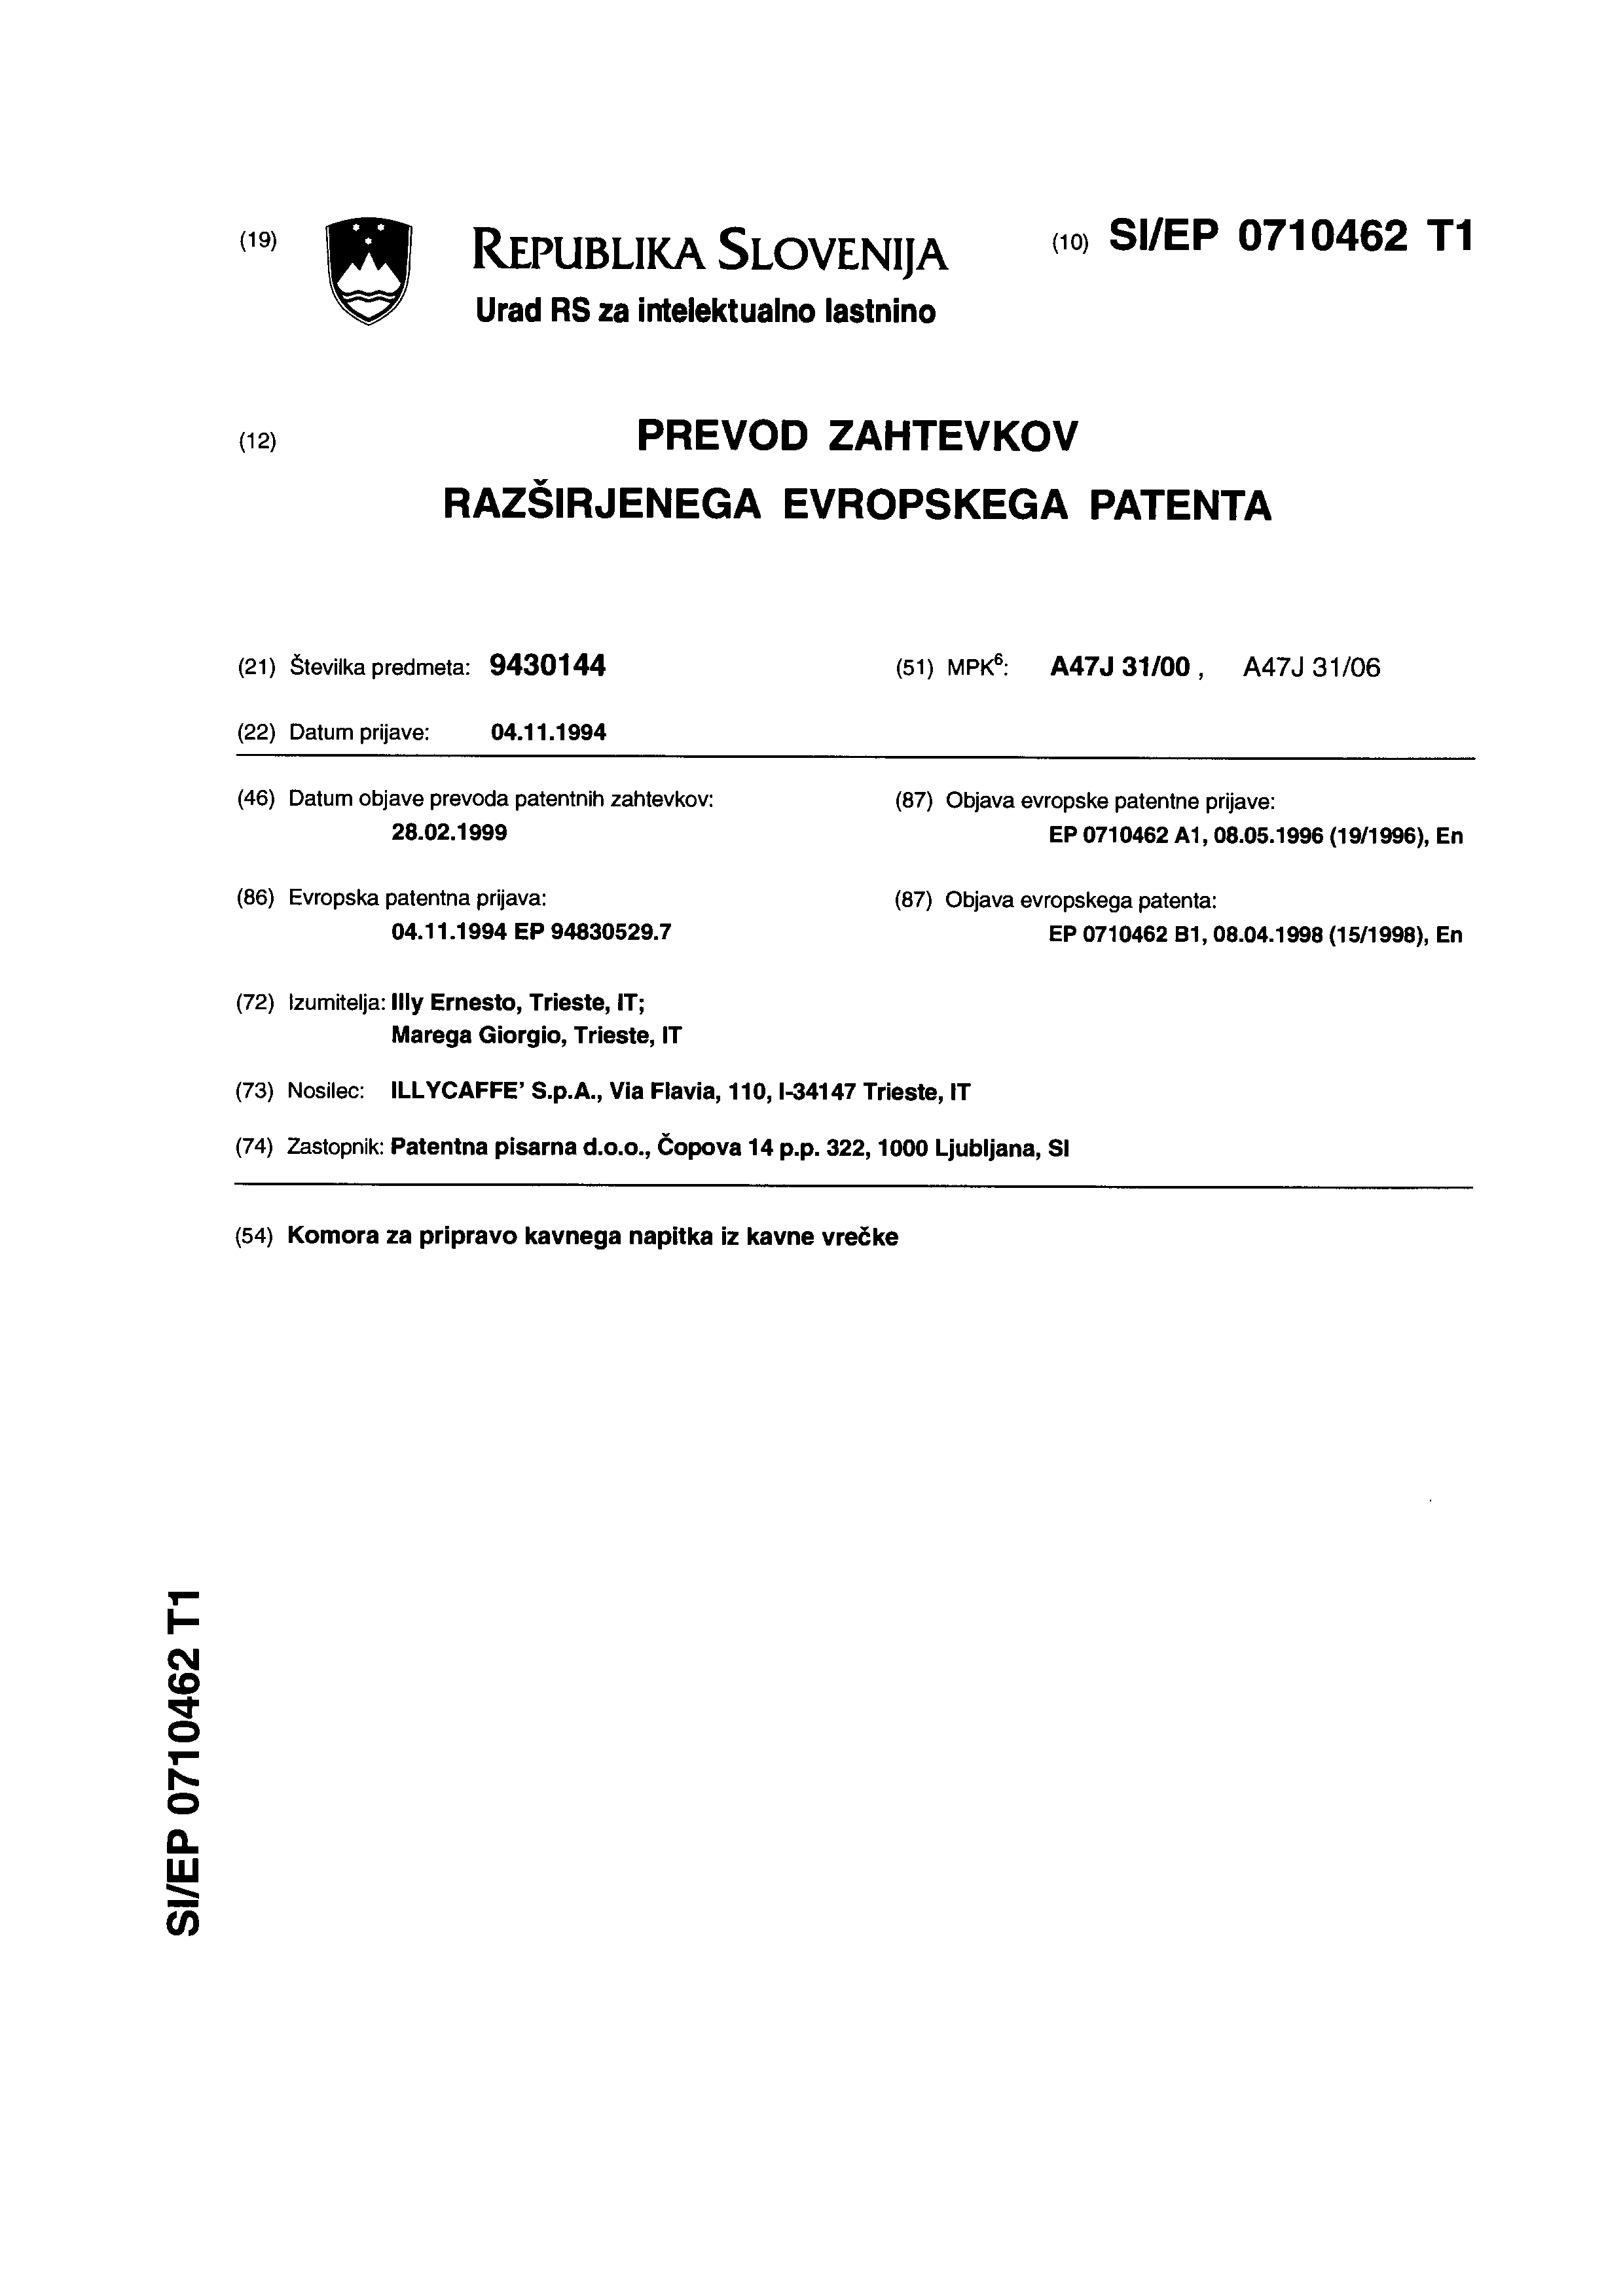 (19)
REPUBLIKA SLOVENIJA
(10) SI/EP 0710462 T1
Urad RS za intelektualno lastnino
(12)
PREVOD ZAHTEVKOV
RAZŠIRJENEGA EVROPSKEGA PATENTA
(21) Številka predmeta: 9430144
(51) MPK⁶: A47J 31/00 , A47J 31/06
(22) Datum prijave: 04.11.1994
(46) Datum objave prevoda patentnih zahtevkov:
28.02.1999
(87) Objava evropske patentne prijave:
EP 0710462 A1, 08.05.1996 (19/1996), En
(86) Evropska patentna prijava:
04.11.1994 EP 94830529.7
(87) Objava evropskega patenta:
EP 0710462 B1, 08.04.1998 (15/1998), En
(72) Izumitelja: Illy Ernesto, Trieste, IT;
Marega Giorgio, Trieste, IT
(73) Nosilec: ILLYCAFFE' S.p.A., Via Flavia, 110, I-34147 Trieste, IT
(74) Zastopnik: Patentna pisarna d.o.o., Čopova 14 p.p. 322, 1000 Ljubljana, SI
(54) Komora za pripravo kavnega napitka iz kavne vrečke
SI/EP 0710462 T1